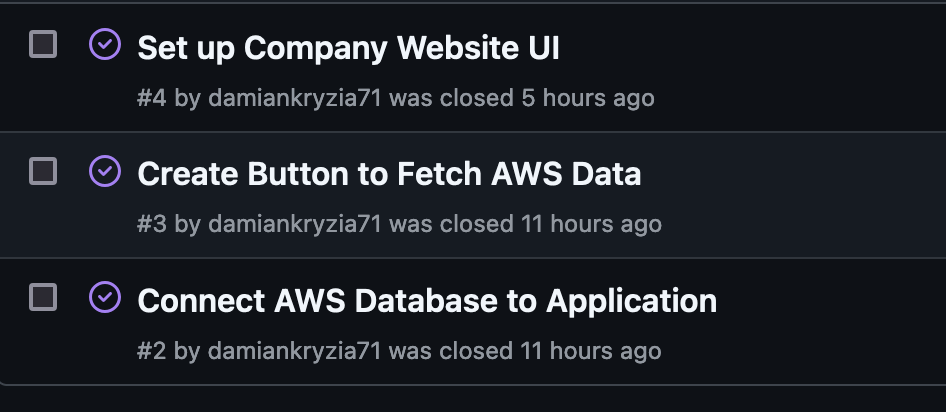 Set up Company Website UI
#4 by damiankryzia71 was closed 5 hours ago
Create Button to Fetch AWS Data
#3 by damiankryzia71 was closed 11 hours ago
Connect AWS Database to Application
#2 by damiankryzia71 was closed 11 hours ago